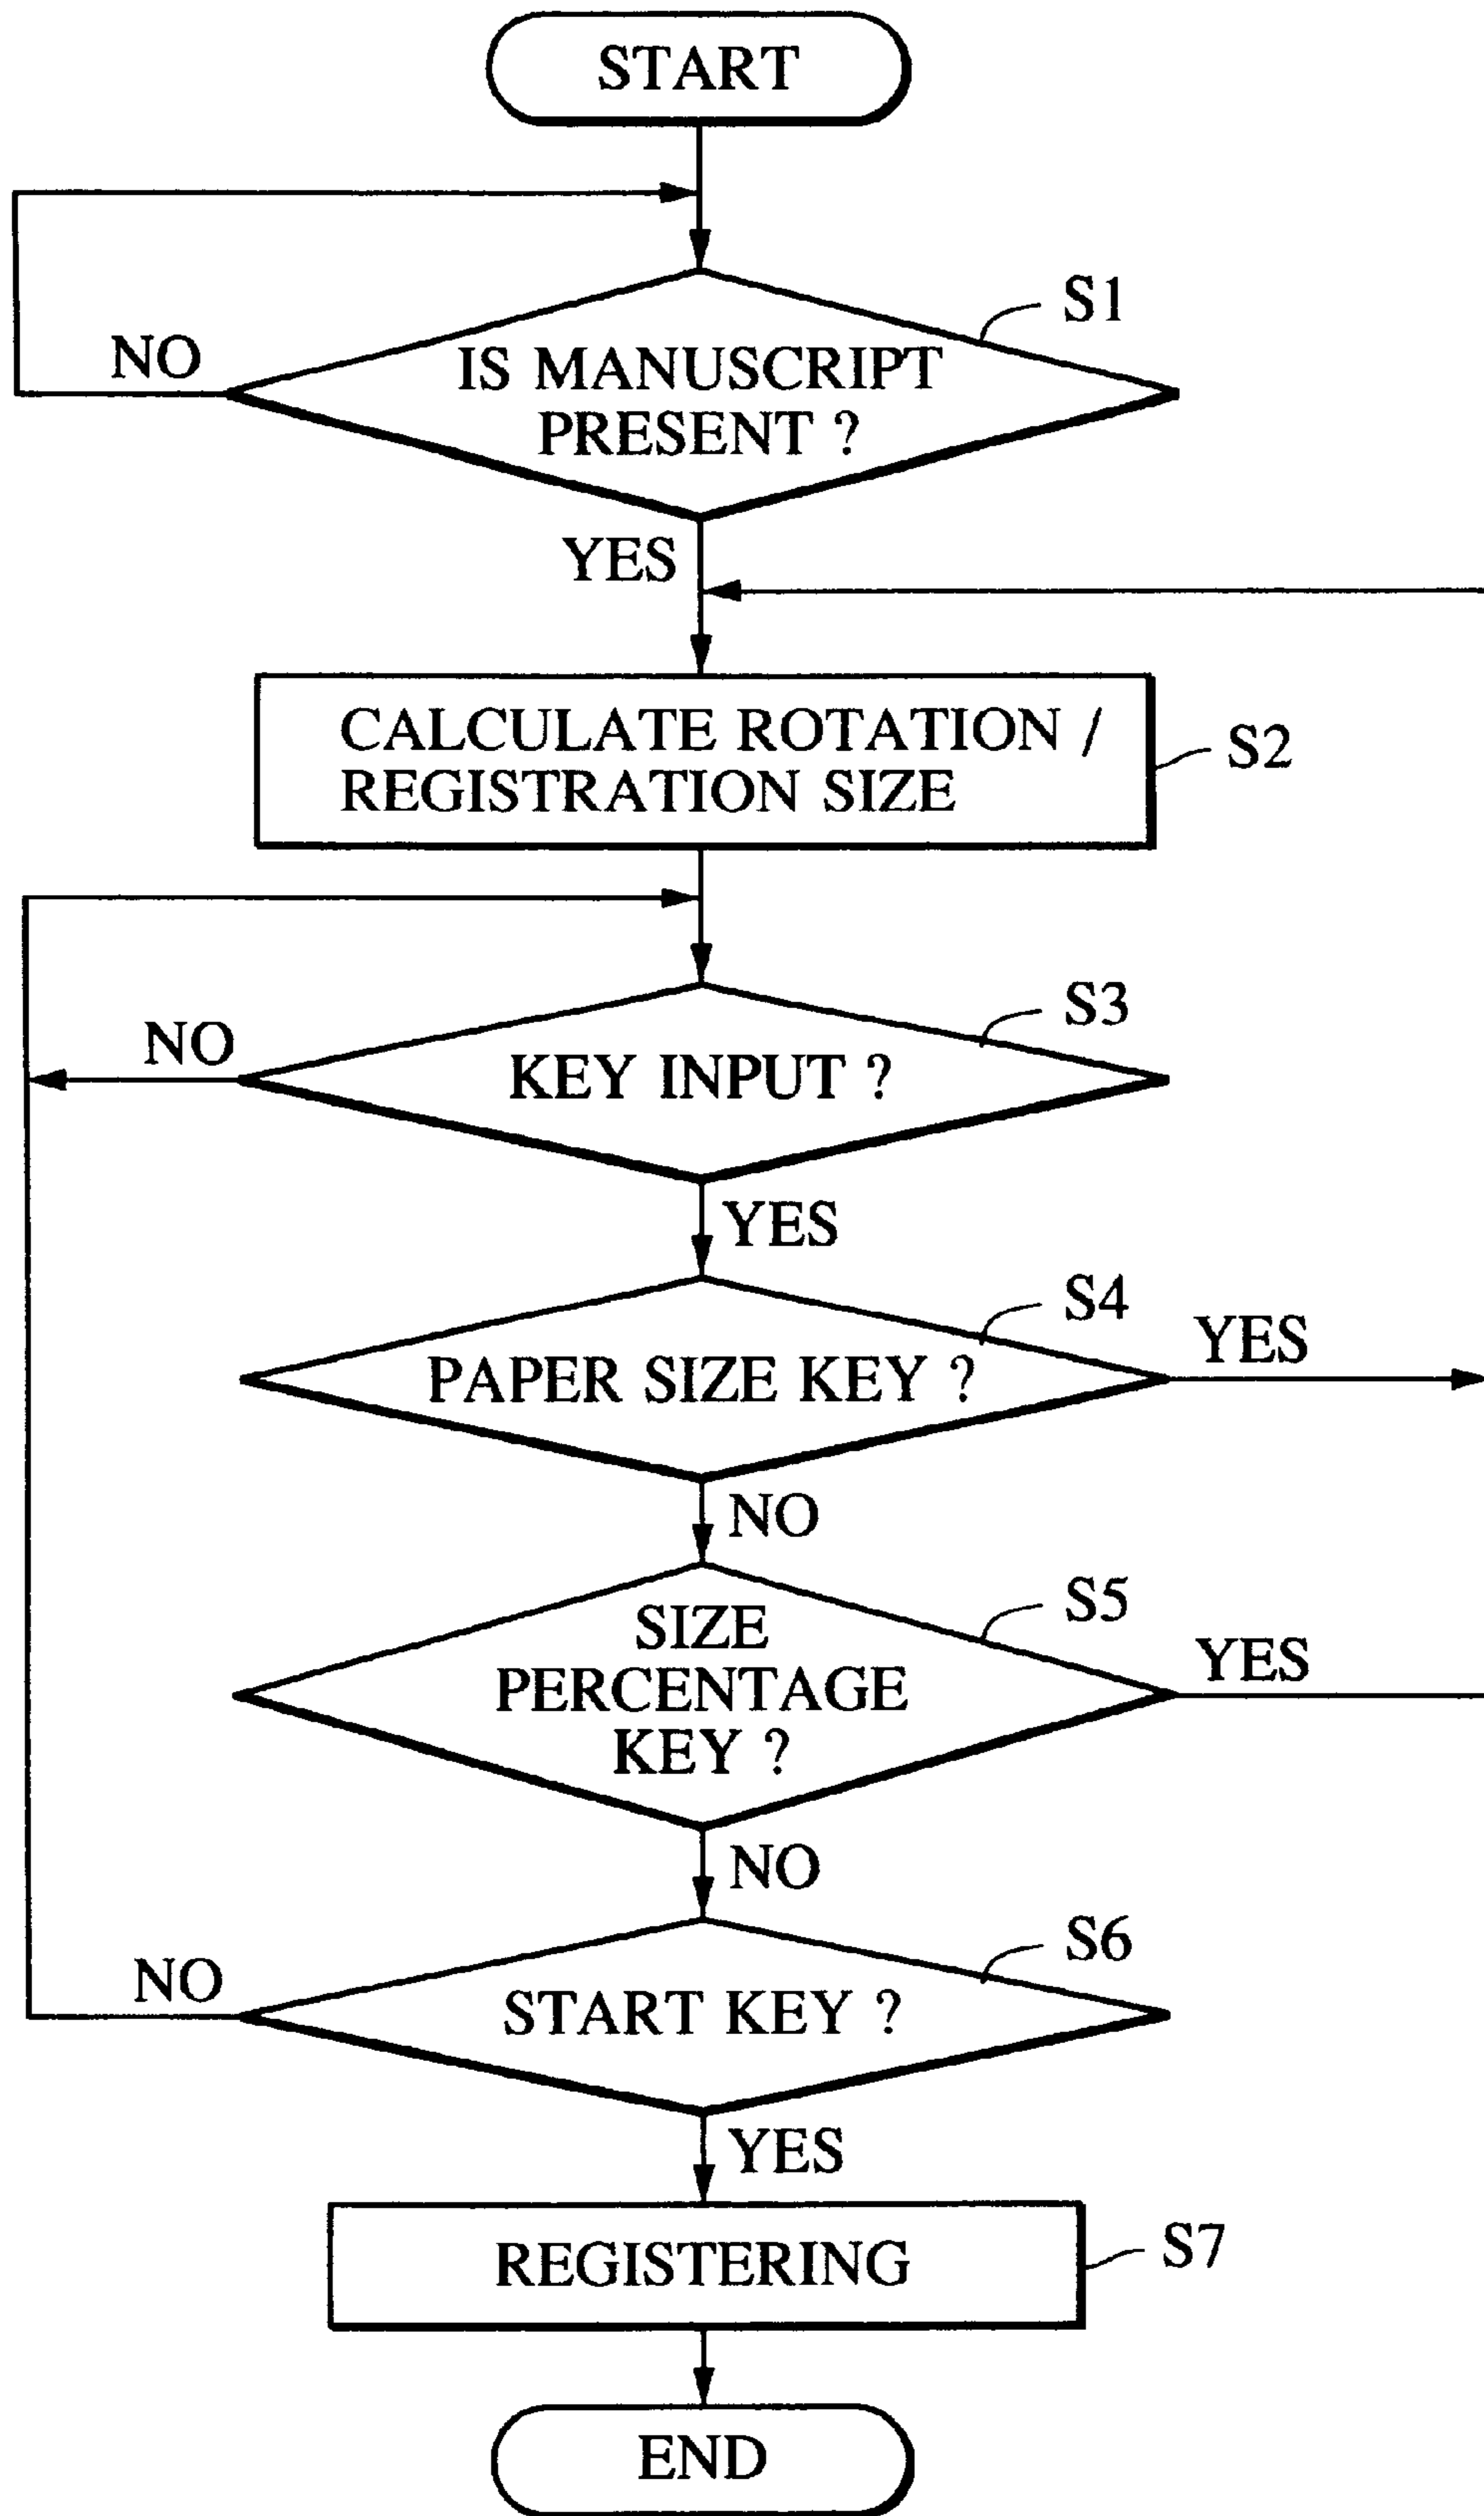 START
NO
S1
IS MANUSCRIPT
PRESENT ?
YES
CALCULATE ROTATION /
REGISTRATION SIZE
S2
NO
S3
KEY INPUT ?
YES
S4
YES
PAPER SIZE KEY ?
NO
S5
SIZE
PERCENTAGE
KEY ?
YES
NO
S6
NO
START KEY ?
YES
REGISTERING
S7
END